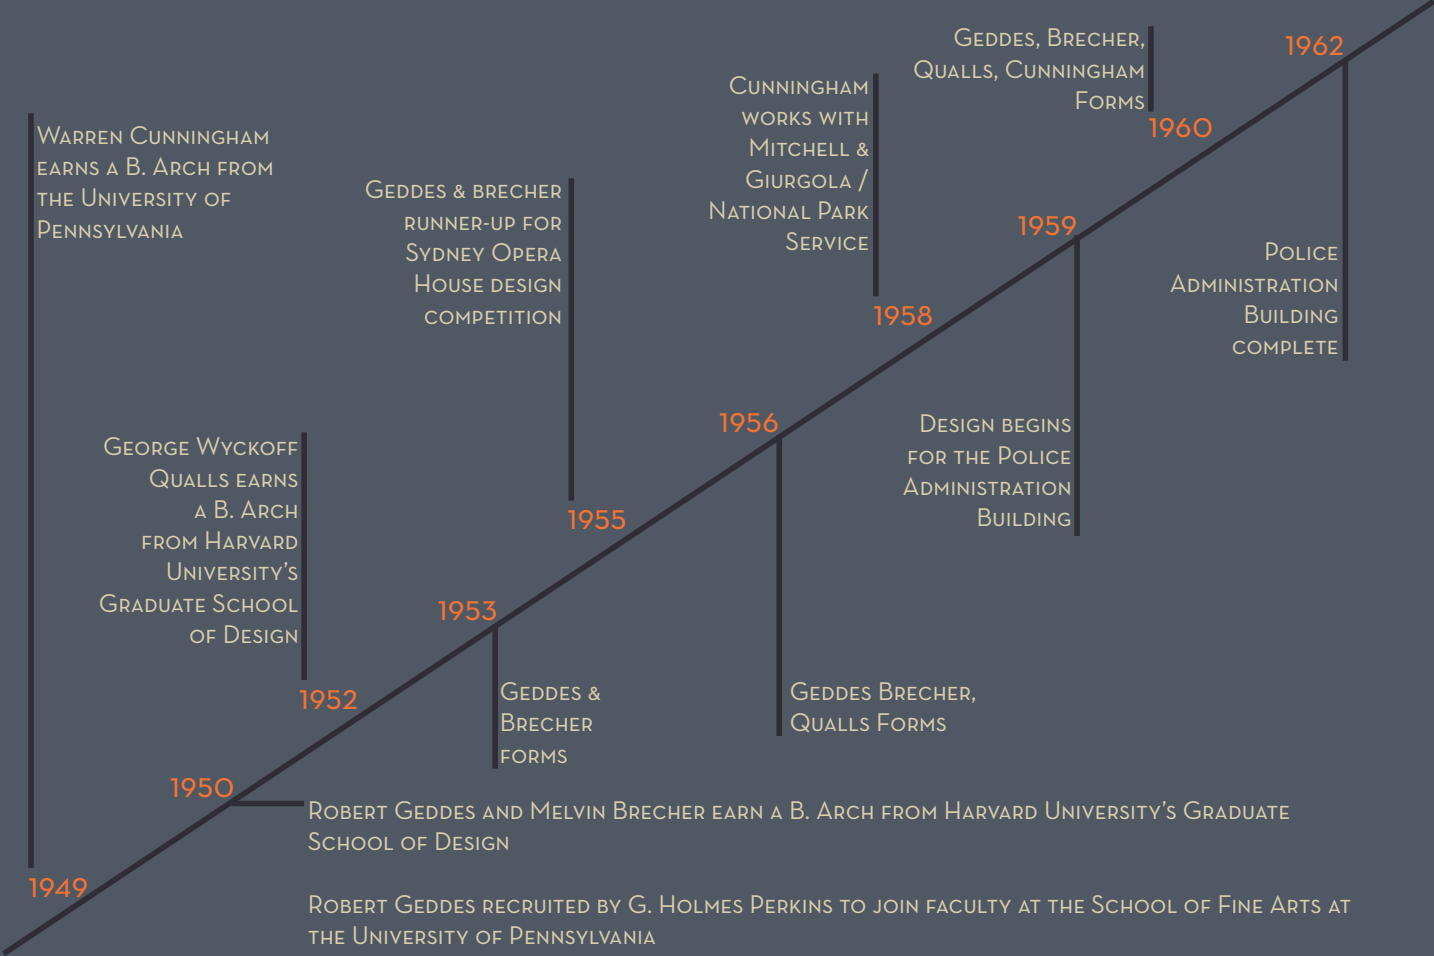 1949
Warren Cunningham
earns a B. Arch from
the University of
Pennsylvania
1950
Robert Geddes and Melvin Brecher earn a B. Arch from Harvard University’s Graduate
School of Design
Robert Geddes recruited by G. Holmes Perkins to join faculty at the School of Fine Arts at
the University of Pennsylvania
1952
George Wyckoff
Qualls earns
a B. Arch
from Harvard
University’s
Graduate School
of Design
1953
Geddes &
Brecher
forms
1955
Geddes & brecher
runner-up for
Sydney Opera
House design
competition
1956
Geddes Brecher,
Qualls Forms
1958
Cunningham
works with
Mitchell &
Giurgola /
National Park
Service
1959
Design begins
for the Police
Administration
Building
1960
Geddes, Brecher,
Qualls, Cunningham
Forms
1962
Police
Administration
Building
complete